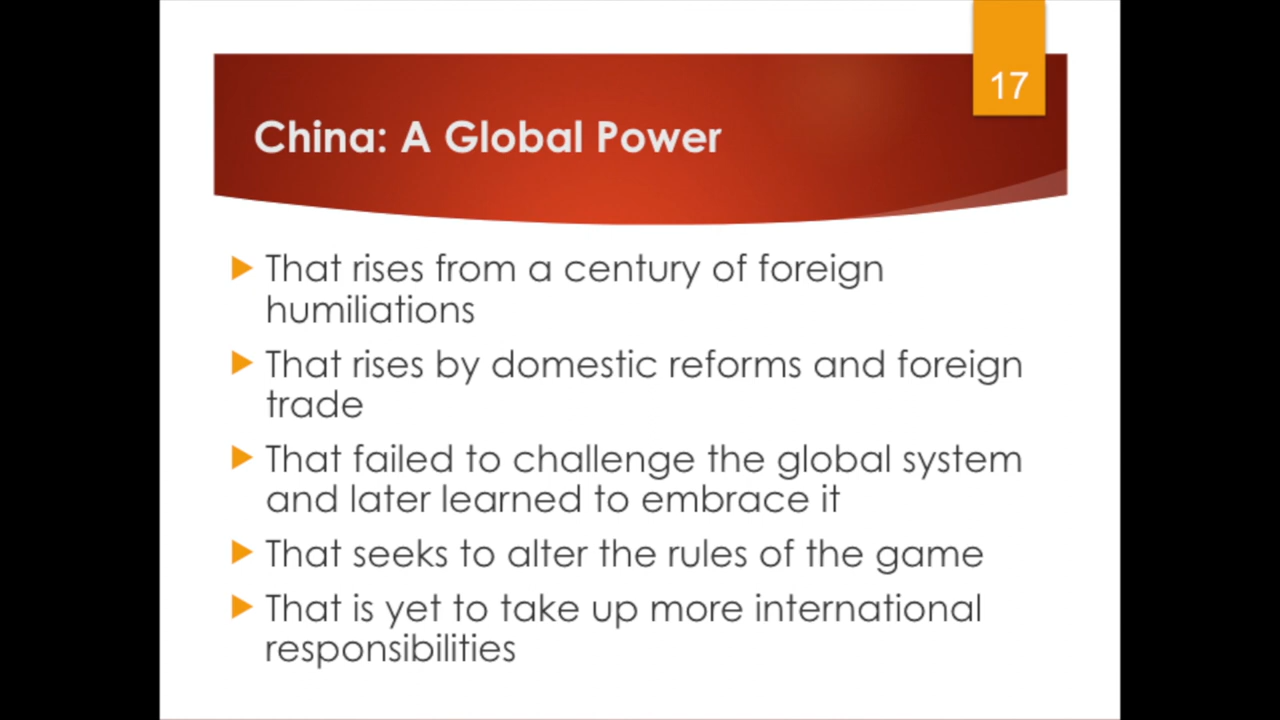 17
China: A Global Power
That rises from a century of foreign
humiliations
That rises by domestic reforms and foreign
trade
That failed to challenge the global system
and later learned to embrace it
That seeks to alter the rules of the game
That is yet to take up more international
responsibilities